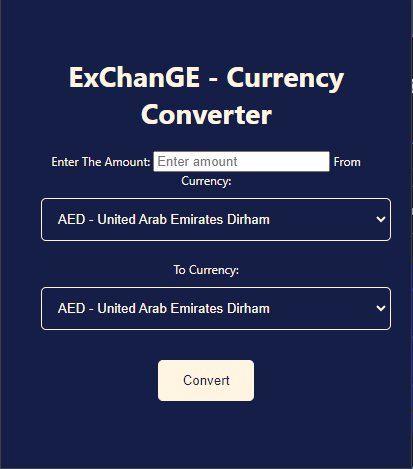 ExChanGE - Currency
Converter
Enter The Amount: Enter amount From
Currency:
AED - United Arab Emirates Dirham
To Currency:
AED - United Arab Emirates Dirham
Convert